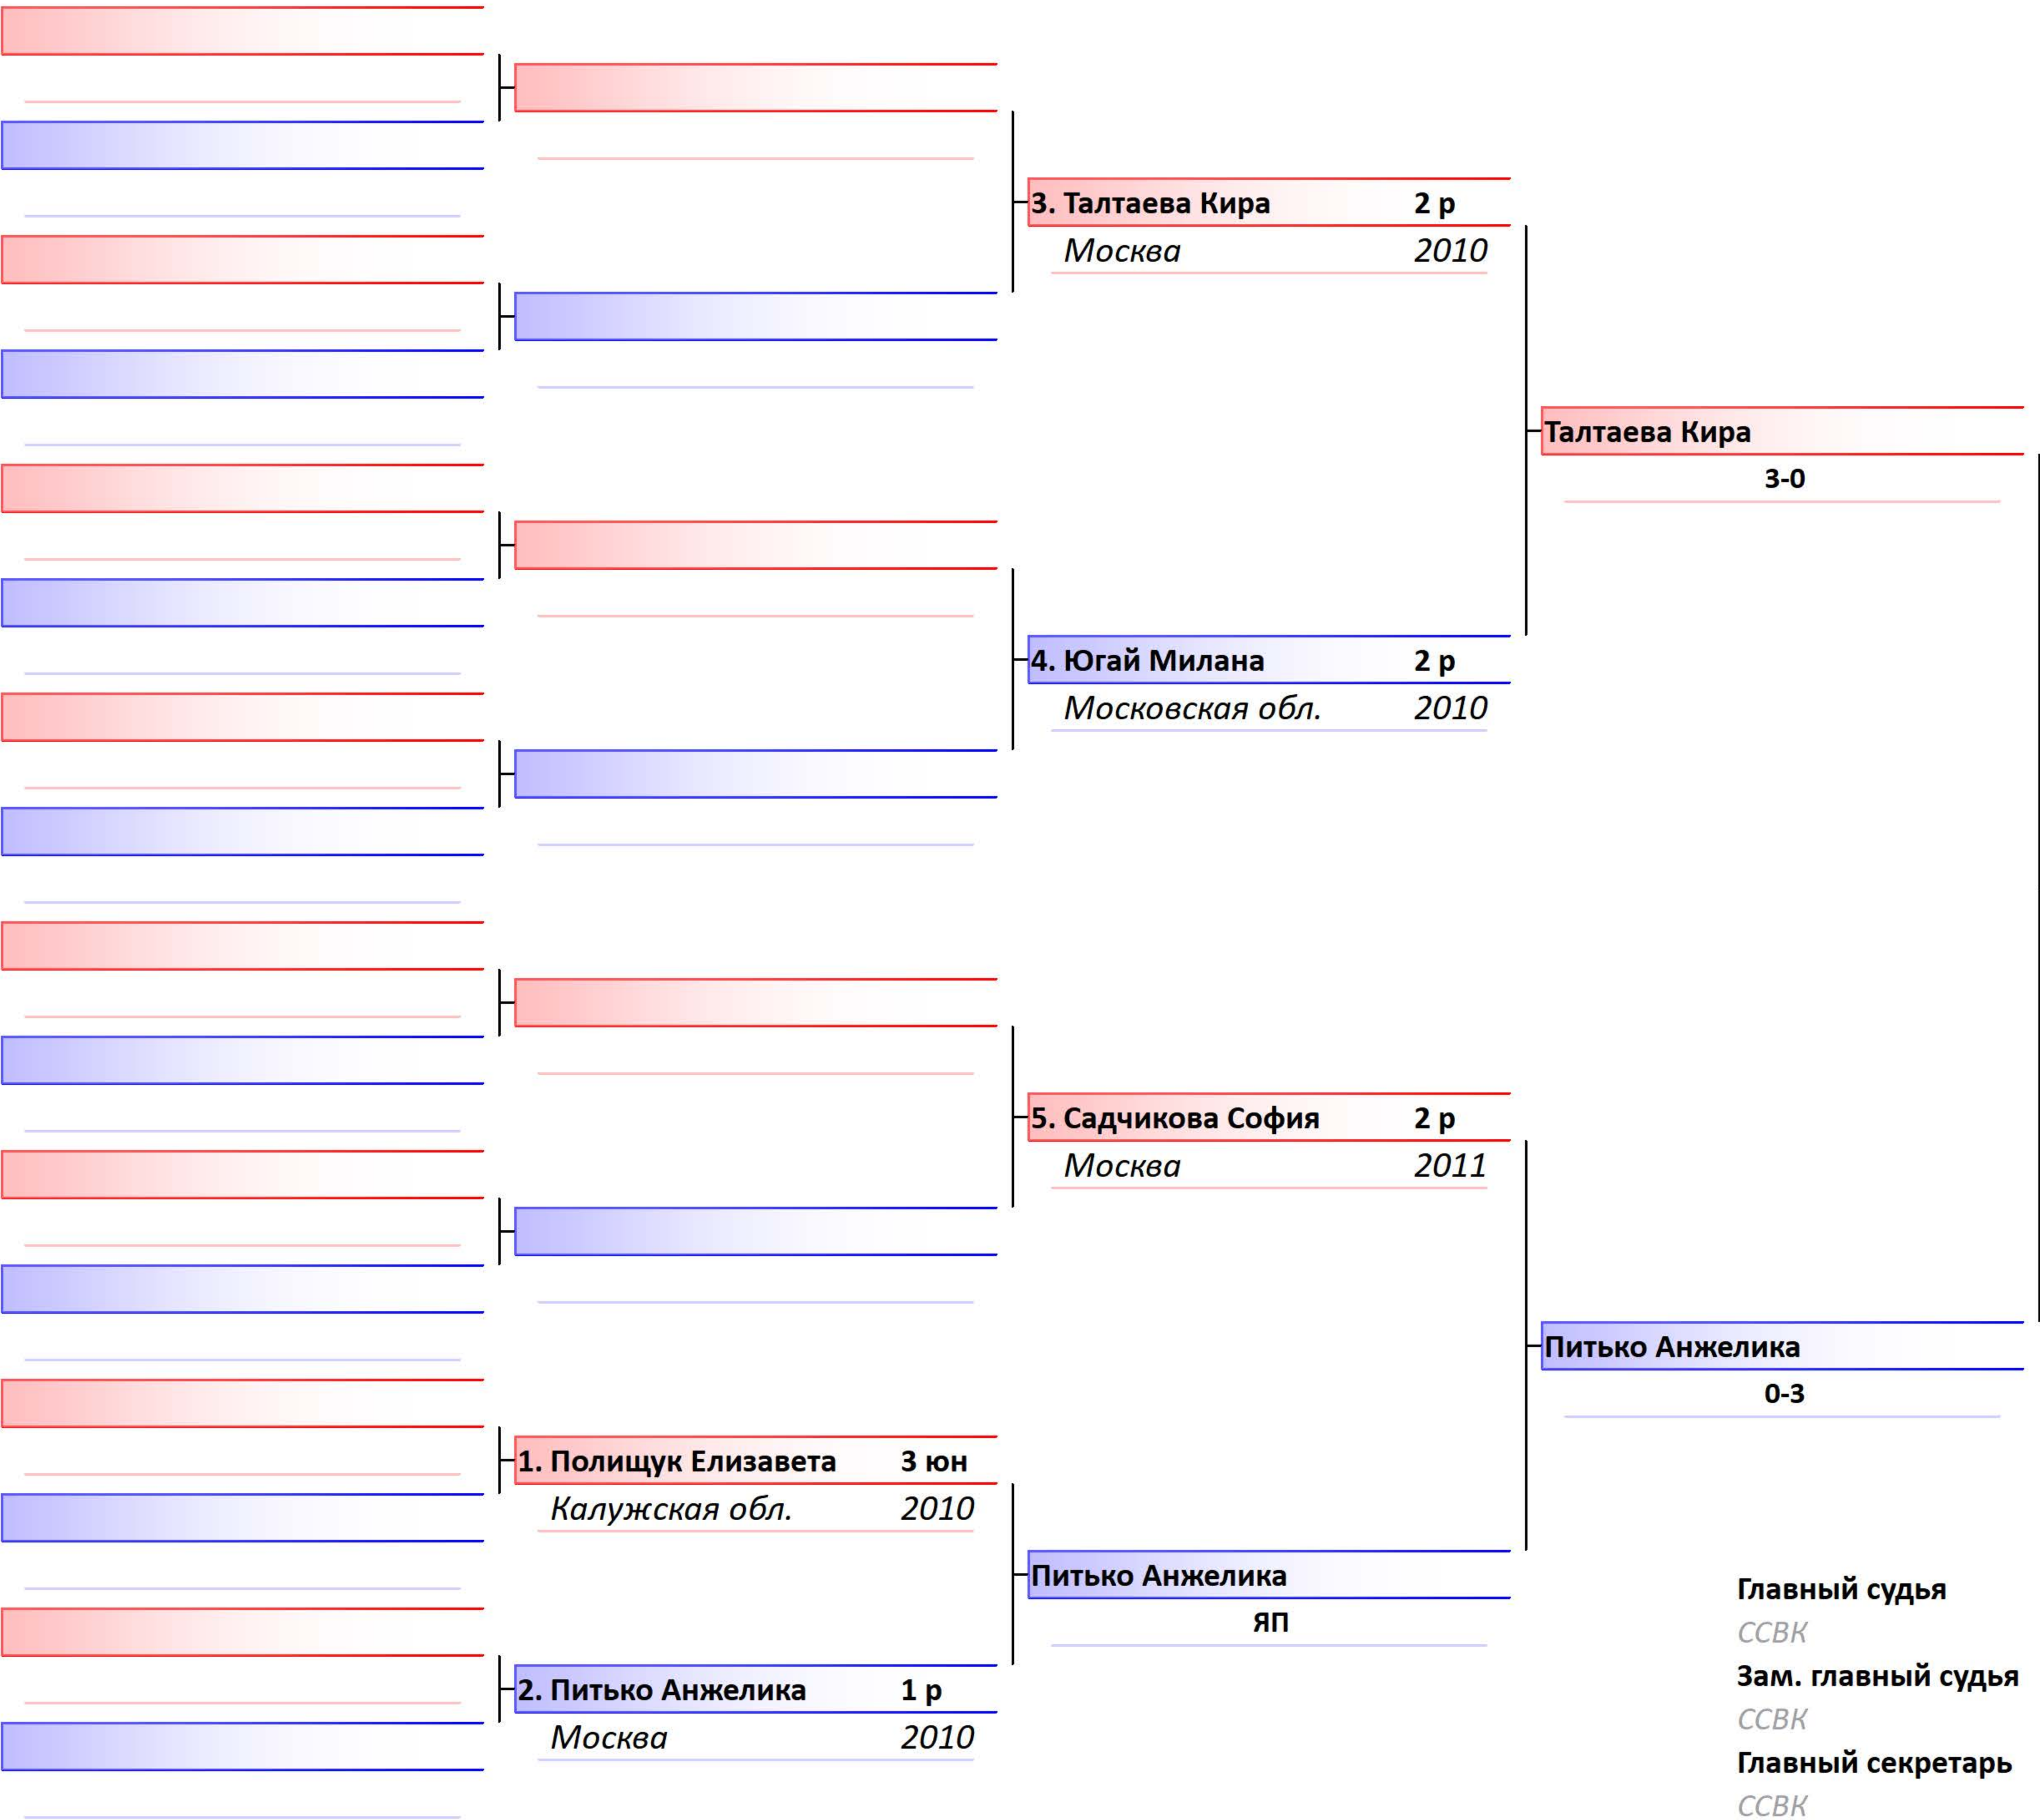 3. Талтаева Кира 2 р
Москва 2010
Талтаева Кира
3-0
4. Югай Милана 2 р
Московская обл. 2010
5. Садчикова София 2 р
Москва 2011
Питько Анжелика
0-3
1. Полищук Елизавета 3 юн
Калужская обл. 2010
Питько Анжелика
ЯП
2. Питько Анжелика 1 р
Москва 2010
Главный судья
ССВК
Зам. главный судья
ССВК
Главный секретарь
ССВК